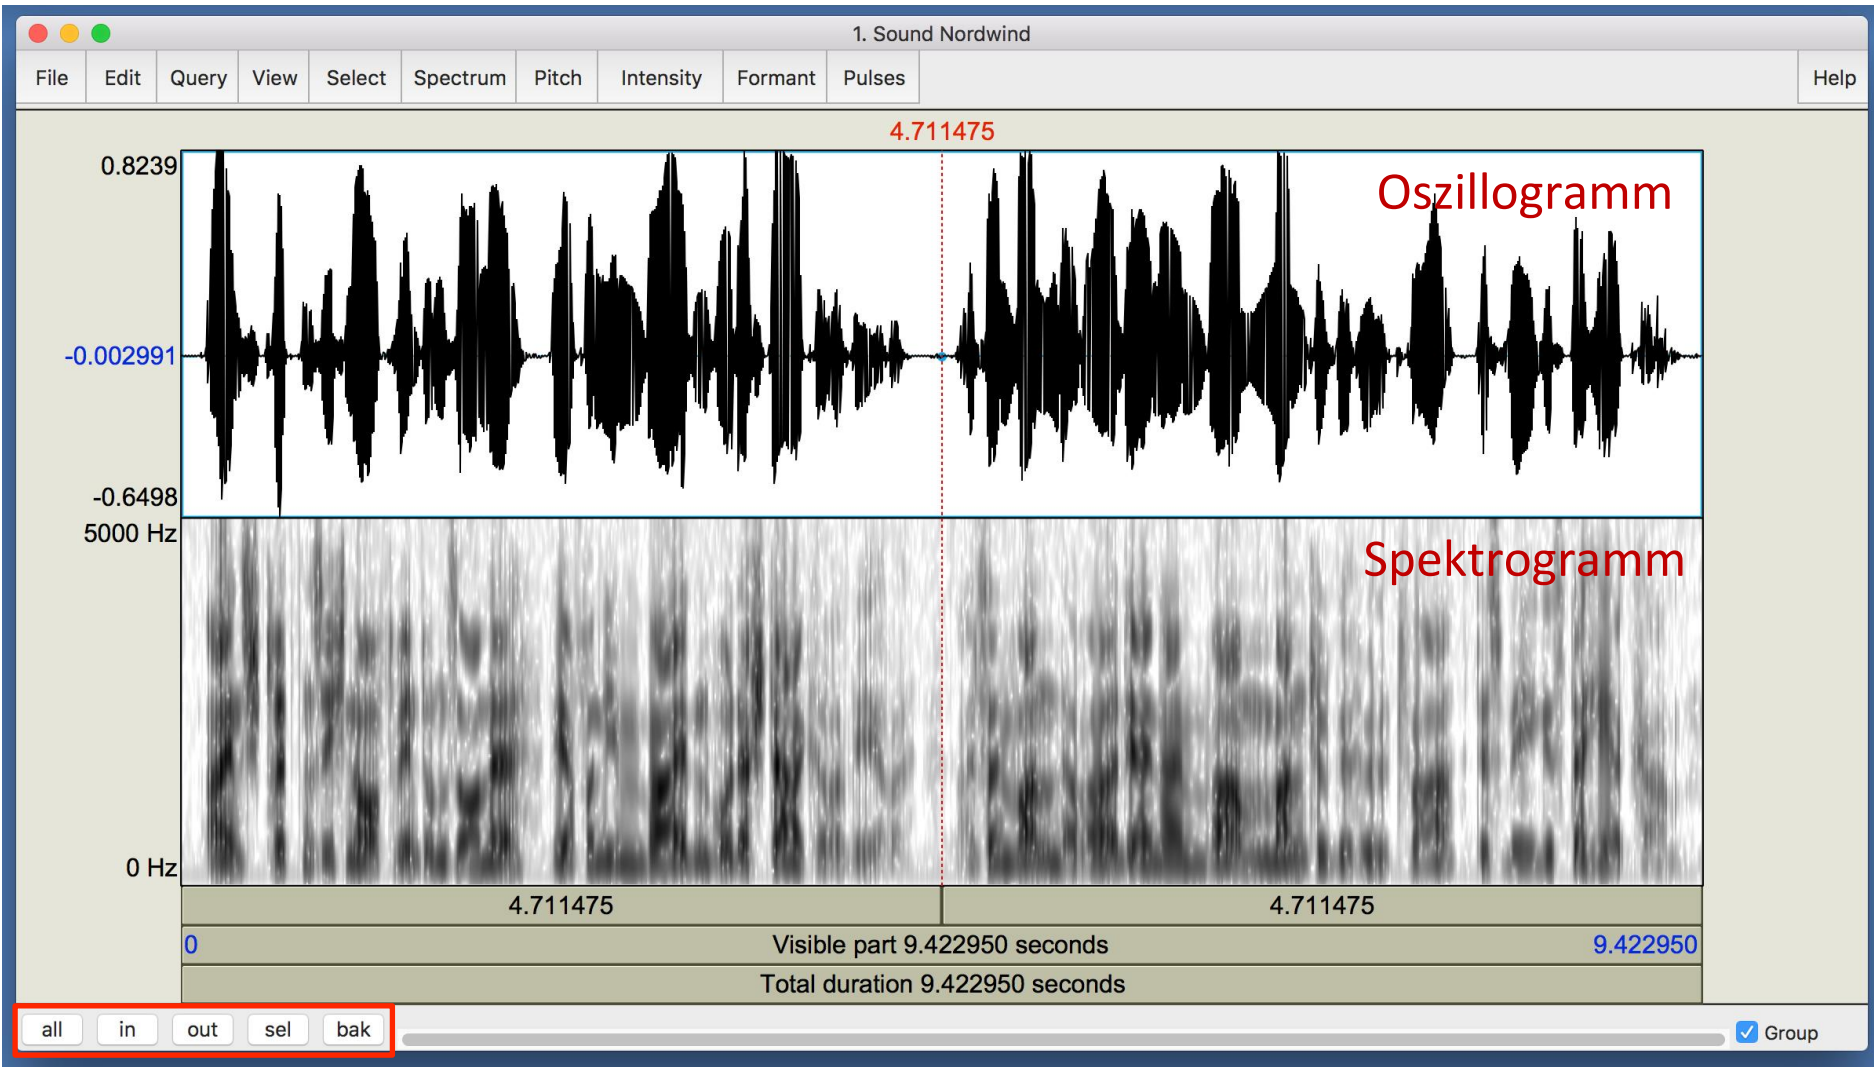 1. Sound Nordwind
File Edit Query View Select Spectrum Pitch Intensity Formant Pulses Help
4.711475
0.8239
Oszillogramm
-0.002991
-0.6498
5000 Hz
Spektrogramm
0 Hz
4.711475 4.711475
0 Visible part 9.422950 seconds 9.422950
Total duration 9.422950 seconds
all in out sel bak Group